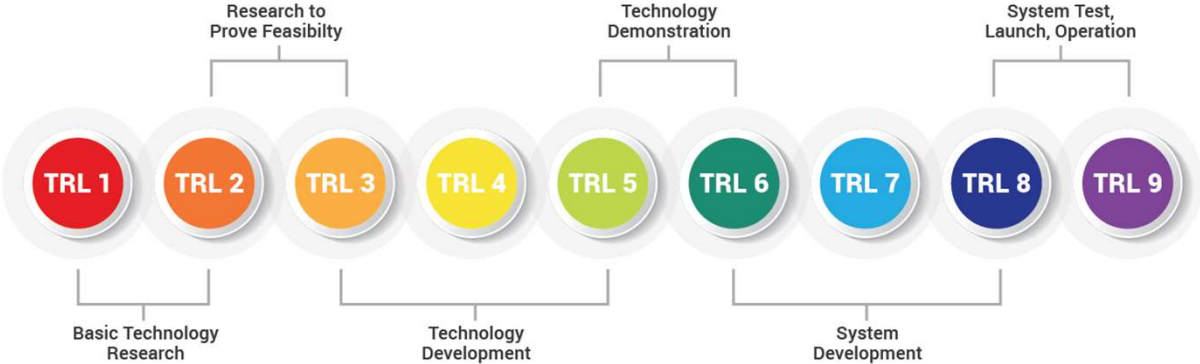 Research to
Prove Feasibilty
Technology
Demonstration
System Test,
Launch, Operation
TRL 1
TRL 2
TRL 3
TRL 4
TRL 5
TRL 6
TRL 7
TRL 8
TRL 9
Basic Technology
Research
Technology
Development
System
Development